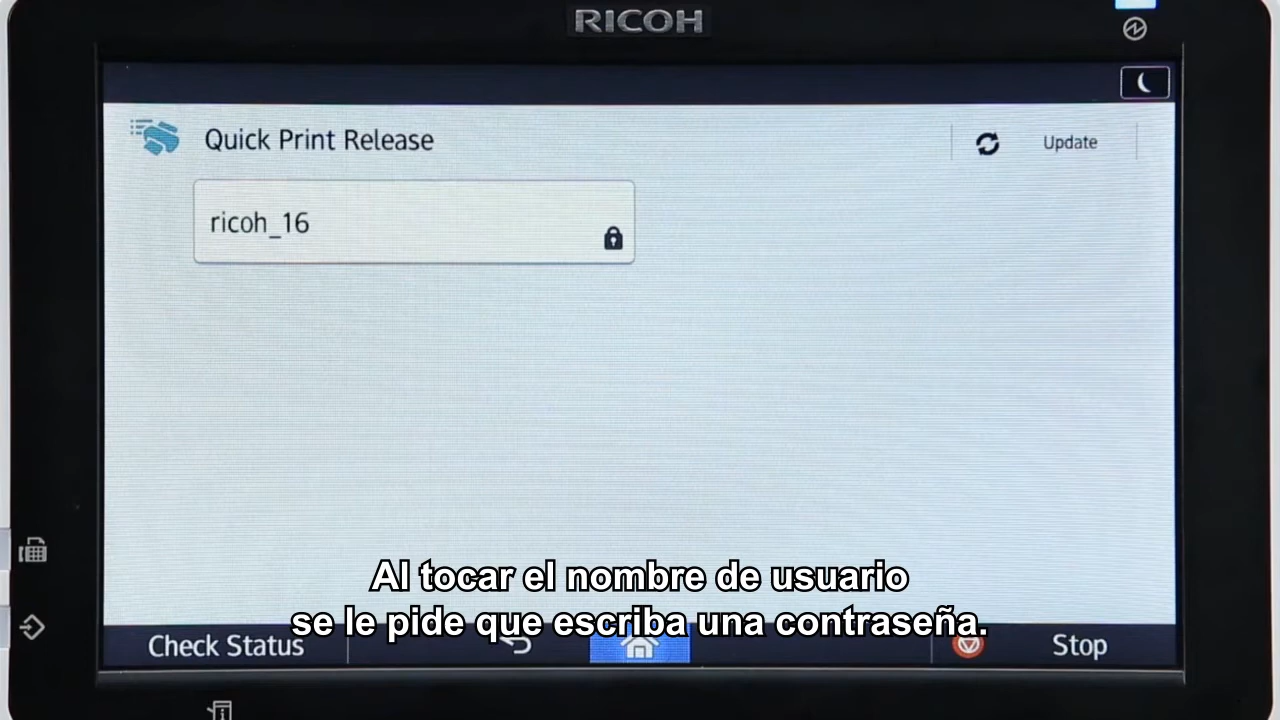 RICOH
Quick Print Release
Update
ricoh_16
Al tocar el nombre de usuario
se le pide que escriba una contraseña.
Check Status
Stop